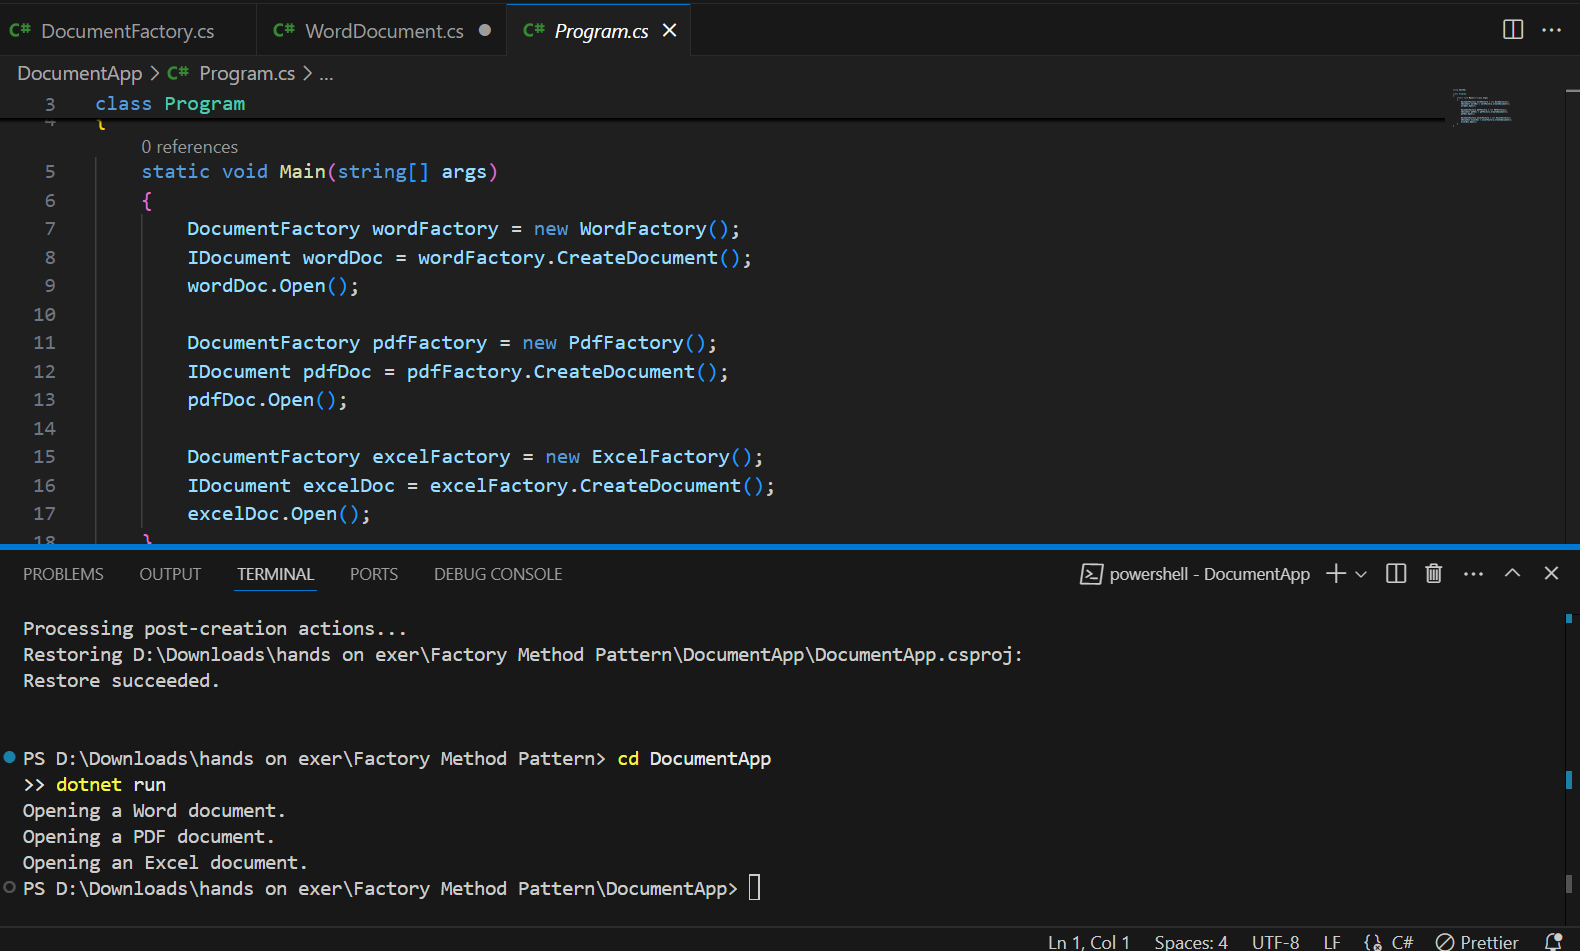 C# DocumentFactory.cs C# WordDocument.cs C# Program.cs
DocumentApp > C# Program.cs > ...
3 class Program
4 {
0 references
5 static void Main(string[] args)
6 {
7 DocumentFactory wordFactory = new WordFactory();
8 IDocument wordDoc = wordFactory.CreateDocument();
9 wordDoc.Open();
10
11 DocumentFactory pdfFactory = new PdfFactory();
12 IDocument pdfDoc = pdfFactory.CreateDocument();
13 pdfDoc.Open();
14
15 DocumentFactory excelFactory = new ExcelFactory();
16 IDocument excelDoc = excelFactory.CreateDocument();
17 excelDoc.Open();
18 }
PROBLEMS OUTPUT TERMINAL PORTS DEBUG CONSOLE powershell - DocumentApp
Processing post-creation actions...
Restoring D:\Downloads\hands on exer\Factory Method Pattern\DocumentApp\DocumentApp.csproj:
Restore succeeded.
PS D:\Downloads\hands on exer\Factory Method Pattern> cd DocumentApp
>> dotnet run
Opening a Word document.
Opening a PDF document.
Opening an Excel document.
PS D:\Downloads\hands on exer\Factory Method Pattern\DocumentApp>
Ln 1, Col 1 Spaces: 4 UTF-8 LF C# Prettier